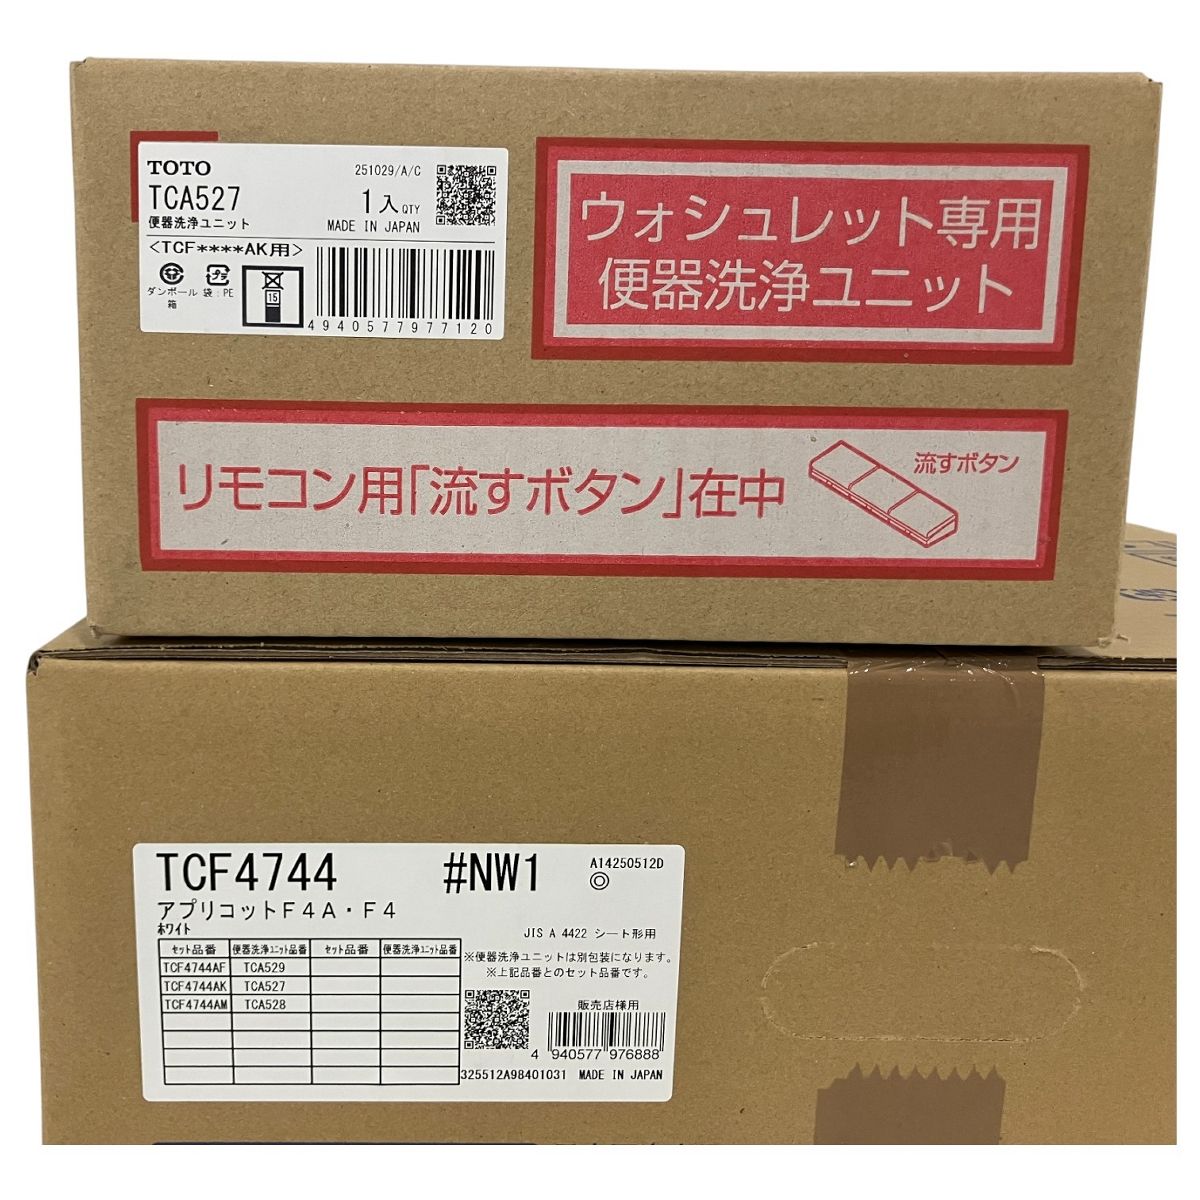 TOTO
251029/A/C
TCA527
1入 QTY
便器洗浄ユニット
MADE IN JAPAN
<TCF****AK用>
ダンボール
箱
プラ
袋:PE
15
4940577977120
ウォシュレット専用
便器洗浄ユニット
リモコン用「流すボタン」在中
流すボタン
TCF4744
#NW1
A14250512D
◎
アプリコットF4A・F4
ホワイト
JIS A 4422 シート形用
セット品番 便器洗浄ユニット品番 セット品番 便器洗浄ユニット品番
TCF4744AF TCA529
TCF4744AK TCA527
TCF4744AM TCA528
※便器洗浄ユニットは別包装になります。
※上記品番とのセット品番です。
販売店様用
4 940577 976888
325512A98401031 MADE IN JAPAN